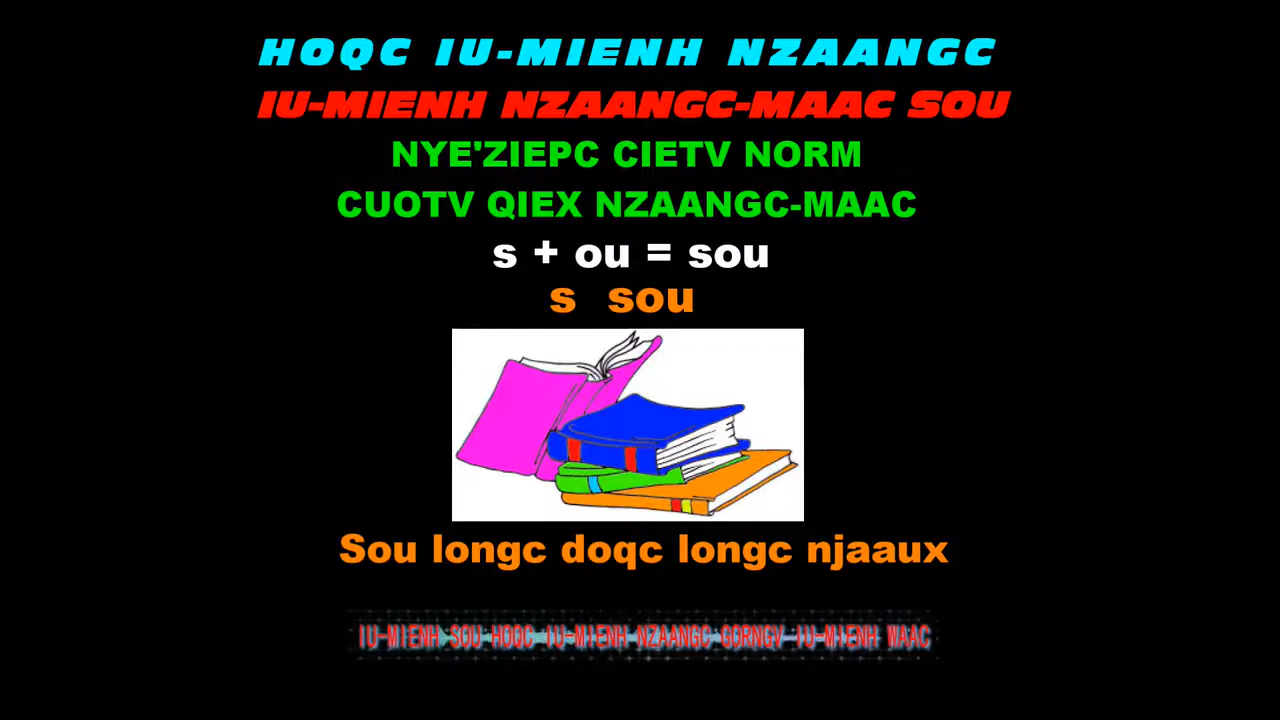 HOQC IU-MIENH NZAANGC
IU-MIENH NZAANGC-MAAC SOU
NYE'ZIEPC CIETV NORM
CUOTV QIEX NZAANGC-MAAC
s + ou = sou
s sou
Sou longc doqc longc njaaux
IU-MIENH SOU HOQC IU-MIENH NZAANGC GORNGV IU-MIENH WAAC